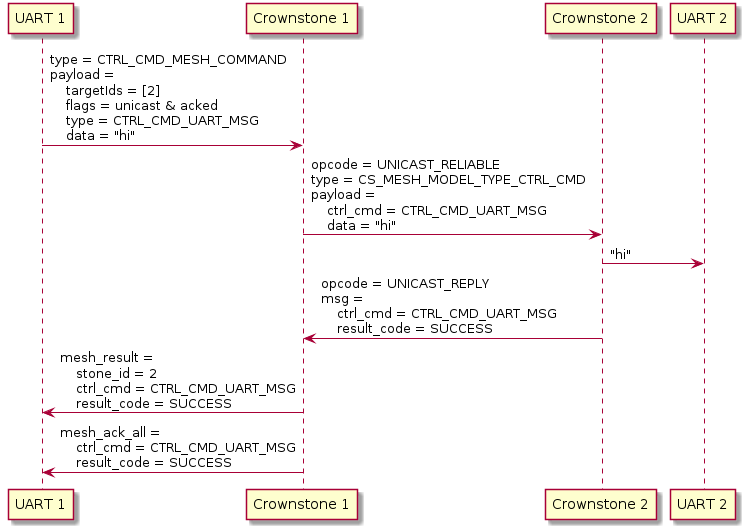 UART 1 Crownstone 1 Crownstone 2 UART 2
type = CTRL_CMD_MESH_COMMAND
payload =
targetIds = [2]
flags = unicast & acked
type = CTRL_CMD_UART_MSG
data = "hi"
opcode = UNICAST_RELIABLE
type = CS_MESH_MODEL_TYPE_CTRL_CMD
payload =
ctrl_cmd = CTRL_CMD_UART_MSG
data = "hi"
"hi"
opcode = UNICAST_REPLY
msg =
ctrl_cmd = CTRL_CMD_UART_MSG
result_code = SUCCESS
mesh_result =
stone_id = 2
ctrl_cmd = CTRL_CMD_UART_MSG
result_code = SUCCESS
mesh_ack_all =
ctrl_cmd = CTRL_CMD_UART_MSG
result_code = SUCCESS
UART 1 Crownstone 1 Crownstone 2 UART 2